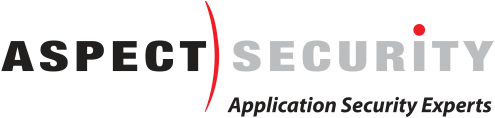 ASPECT SECURITY
Application Security Experts